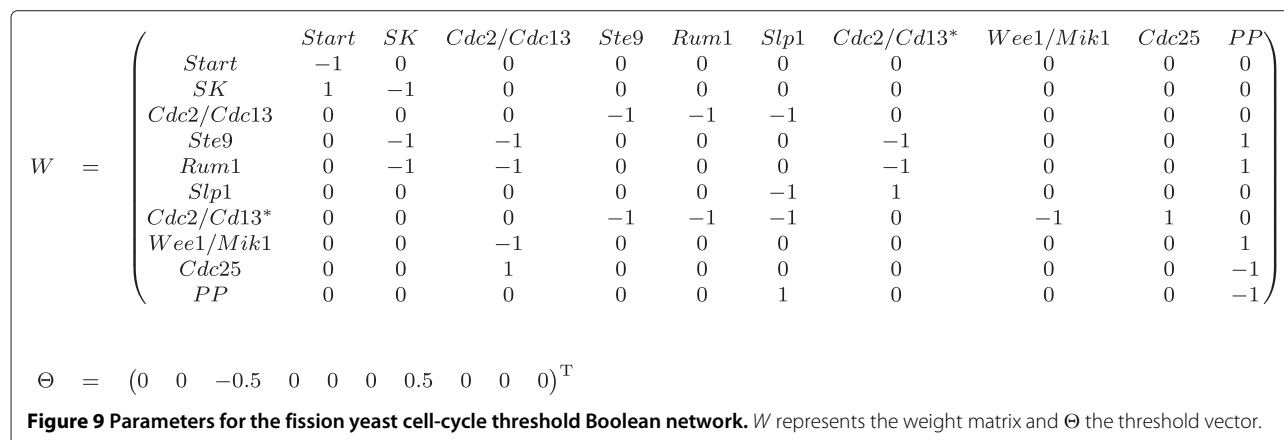 Start SK Cdc2/Cdc13 Ste9 Rum1 Slp1 Cdc2/Cd13* Wee1/Mik1 Cdc25 PP
Start −1 0 0 0 0 0 0 0 0 0
SK 1 −1 0 0 0 0 0 0 0 0
Cdc2/Cdc13 0 0 0 −1 −1 −1 0 0 0 0
Ste9 0 −1 −1 0 0 0 −1 0 0 1
W = Rum1 0 −1 −1 0 0 0 −1 0 0 1
Slp1 0 0 0 0 0 −1 1 0 0 0
Cdc2/Cd13* 0 0 0 −1 −1 −1 0 −1 1 0
Wee1/Mik1 0 0 −1 0 0 0 0 0 0 1
Cdc25 0 0 1 0 0 0 0 0 0 −1
PP 0 0 0 0 0 1 0 0 0 −1
Θ = (0 0 −0.5 0 0 0 0.5 0 0 0)T
Figure 9 Parameters for the fission yeast cell-cycle threshold Boolean network. W represents the weight matrix and Θ the threshold vector.